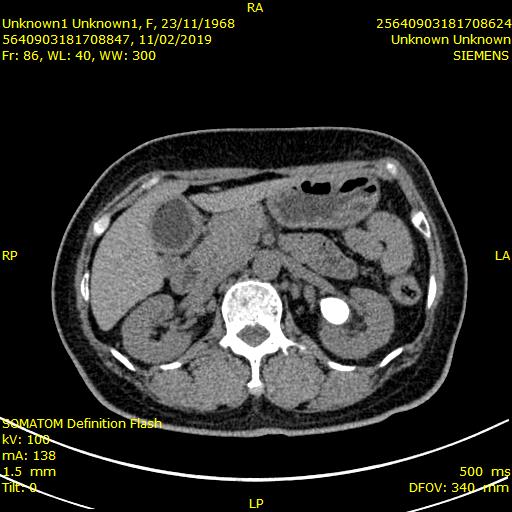 RA
Unknown1 Unknown1, F, 23/11/1968
25640903181708624
5640903181708847, 11/02/2019
Unknown Unknown
Fr: 86, WL: 40, WW: 300
SIEMENS
RP
LA
SOMATOM Definition Flash
kV: 100
mA: 138
1.5 mm
500 ms
Tilt: 0
DFOV: 340 mm
LP